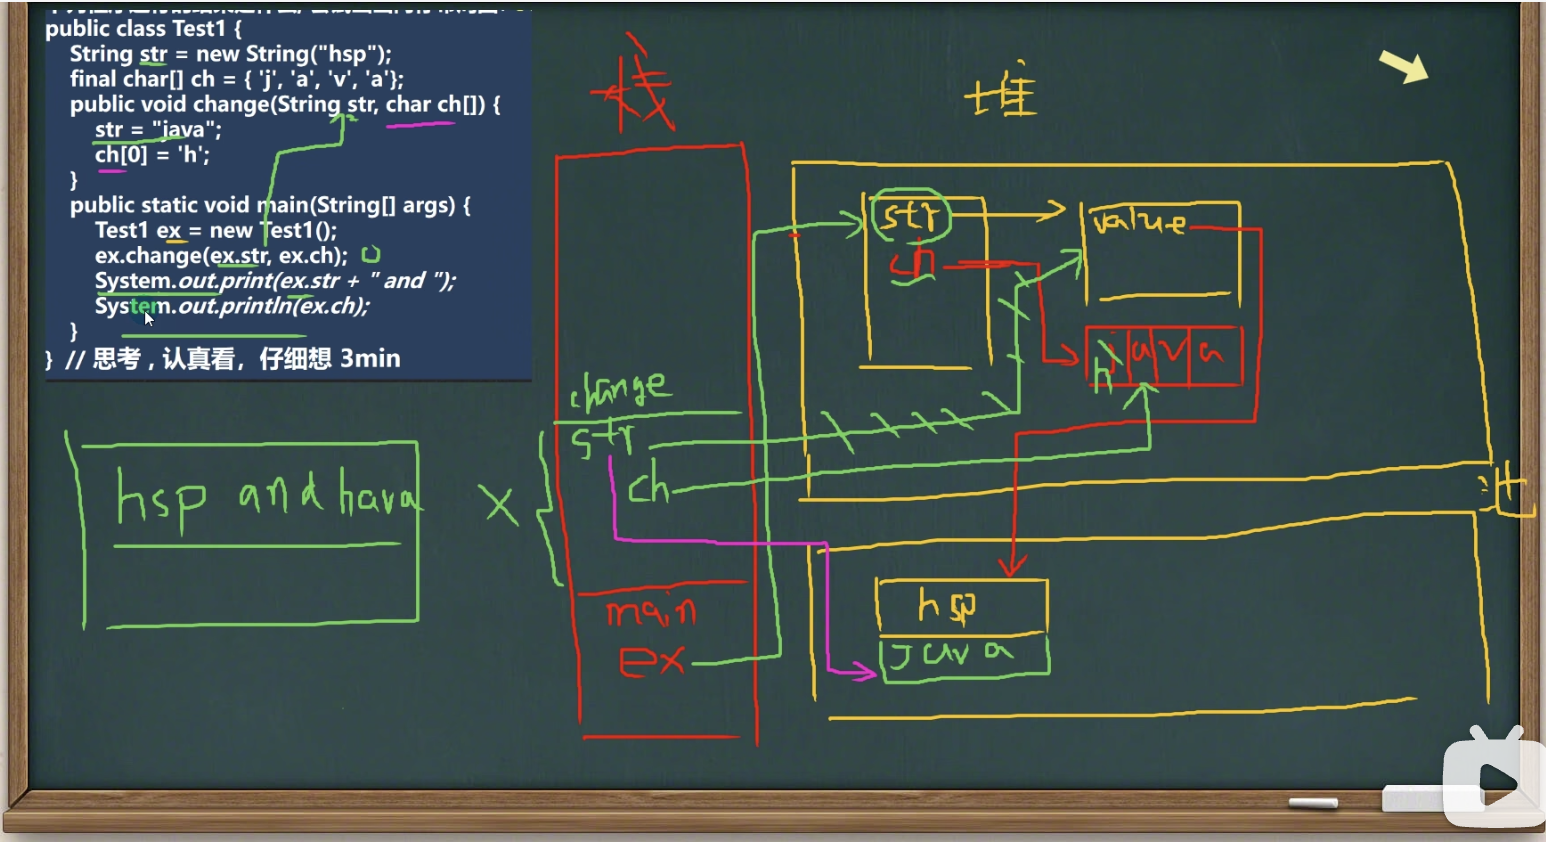 public class Test1 {
String str = new String("hsp");
final char[] ch = { 'j', 'a', 'v', 'a'};
public void change(String str, char ch[]) {
str = "java";
ch[0] = 'h';
}
public static void main(String[] args) {
Test1 ex = new Test1();
ex.change(ex.str, ex.ch);
System.out.print(ex.str + " and ");
System.out.println(ex.ch);
}
} // 思考，认真看，仔细想 3min
hsp and hava
栈
change
str
ch
main
ex
堆
str
ch
value
j a v a
h
hsp
java